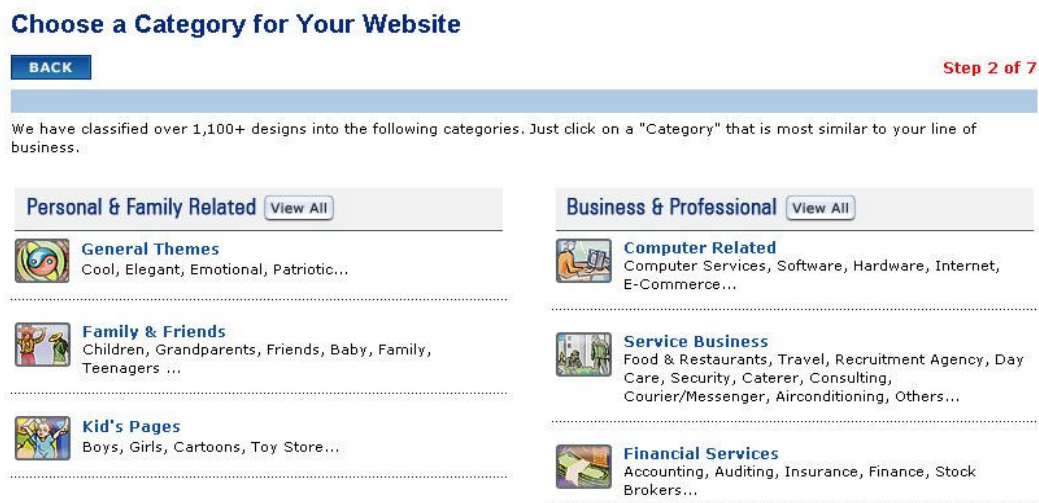 Choose a Category for Your Website
BACK
Step 2 of 7
We have classified over 1,100+ designs into the following categories. Just click on a "Category" that is most similar to your line of
business.
Personal & Family Related View All
General Themes
Cool, Elegant, Emotional, Patriotic...
Family & Friends
Children, Grandparents, Friends, Baby, Family,
Teenagers ...
Kid's Pages
Boys, Girls, Cartoons, Toy Store...
Business & Professional View All
Computer Related
Computer Services, Software, Hardware, Internet,
E-Commerce...
Service Business
Food & Restaurants, Travel, Recruitment Agency, Day
Care, Security, Caterer, Consulting,
Courier/Messenger, Airconditioning, Others...
Financial Services
Accounting, Auditing, Insurance, Finance, Stock
Brokers...